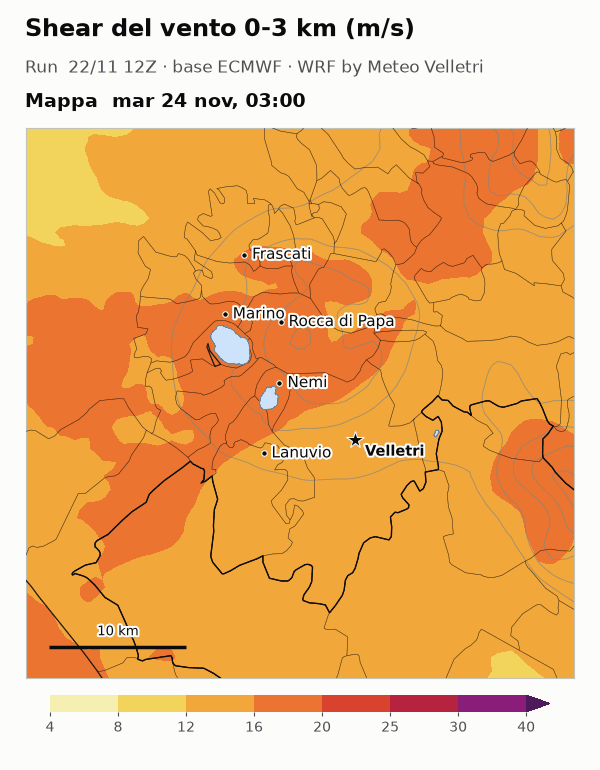 Shear del vento 0-3 km (m/s)
Run 22/11 12Z · base ECMWF · WRF by Meteo Velletri
Mappa mar 24 nov, 03:00
Frascati
Marino
Rocca di Papa
Nemi
Velletri
Lanuvio
10 km
4 8 12 16 20 25 30 40